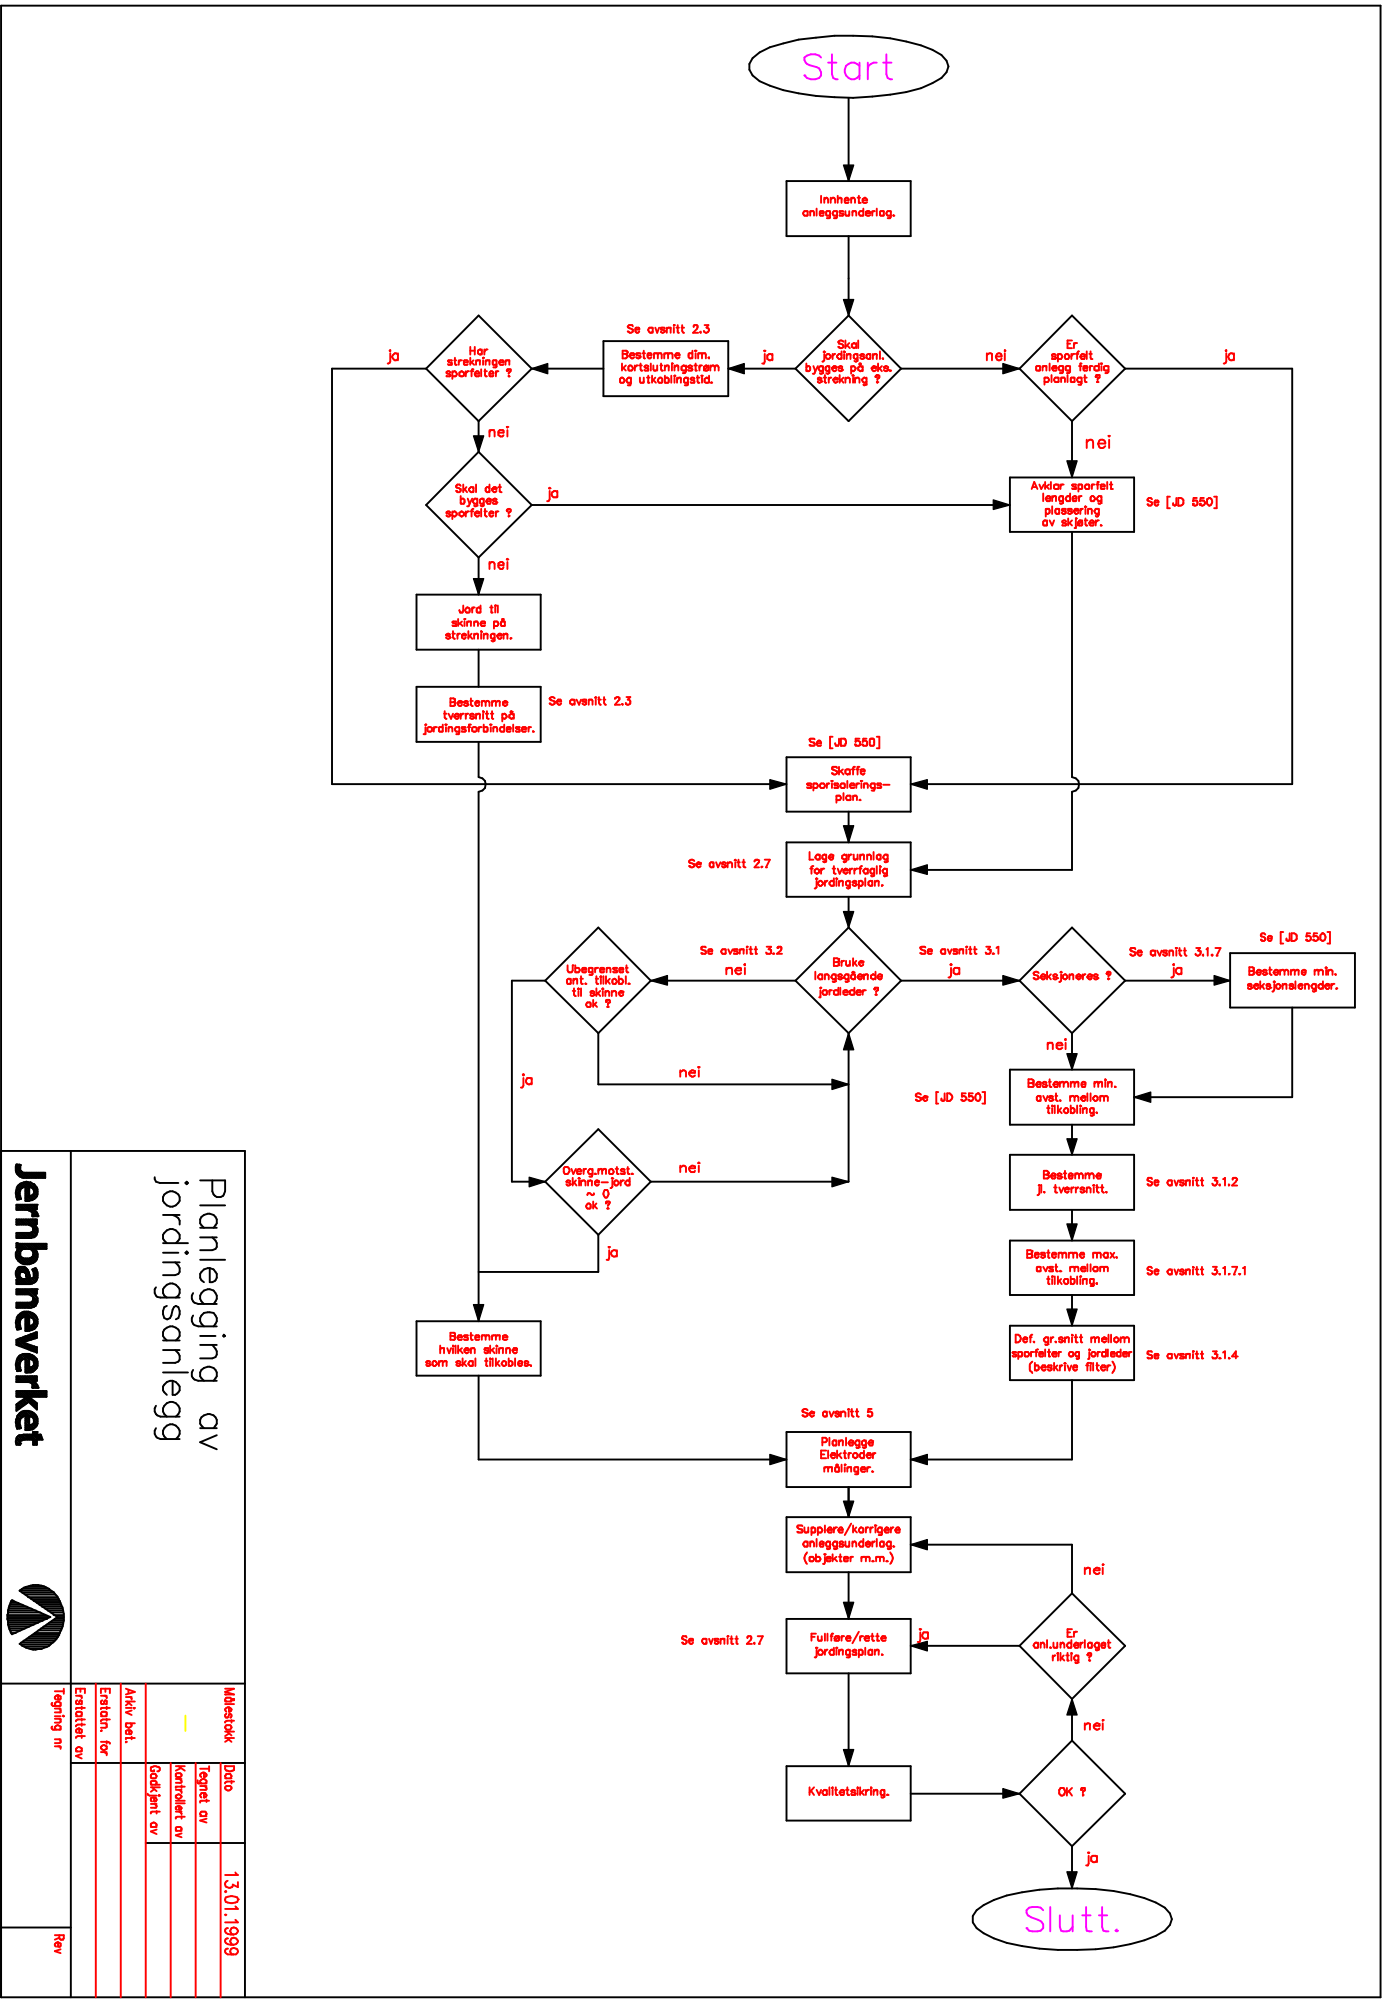 Start
Innhente
anleggsunderlag.
Skal
jordingsanl.
bygges på eks.
strekning ?
ja
nei
Se avsnitt 2.3
Bestemme dim.
kortslutningstrøm
og utkoblingstid.
Har
strekningen
sporfelter ?
ja
nei
Er
sporfelt
anlegg ferdig
planlagt ?
ja
nei
Skal det
bygges
sporfelter ?
ja
nei
Avklar sporfelt
lengder og
plassering
av skjøter.
Se [JD 550]
Jord til
skinne på
strekningen.
Bestemme
tverrsnitt på
jordingsforbindelser.
Se avsnitt 2.3
Se [JD 550]
Skaffe
sporisolerings-
plan.
Se avsnitt 2.7
Lage grunnlag
for tverrfaglig
jordingsplan.
Bruke
langsgående
jordleder ?
Se avsnitt 3.2
nei
Se avsnitt 3.1
ja
Ubegrenset
ant. tilkobl.
til skinne
ok ?
ja
nei
Seksjoneres ?
Se avsnitt 3.1.7
ja
nei
Se [JD 550]
Bestemme min.
seksjonslengder.
Se [JD 550]
Bestemme min.
avst. mellom
tilkobling.
Overg.motst.
skinne-jord
~ 0
ok ?
nei
ja
Bestemme
jl. tverrsnitt.
Se avsnitt 3.1.2
Bestemme max.
avst. mellom
tilkobling.
Se avsnitt 3.1.7.1
Def. gr.snitt mellom
sporfelter og jordleder
(beskrive filter)
Se avsnitt 3.1.4
Bestemme
hvilken skinne
som skal tilkobles.
Se avsnitt 5
Planlegge
Elektroder
målinger.
Supplere/korrigere
anleggsunderlag.
(objekter m.m.)
nei
Se avsnitt 2.7
Fullføre/rette
jordingsplan.
ja
Er
anl.underlaget
riktig ?
nei
Kvalitetsikring.
OK ?
ja
Slutt.
Planlegging av
jordingsanlegg
Jernbaneverket
Målestokk
—
Arkiv bet.
Erstatn. for
Erstattet av
Tegning nr
Dato
13.01.1999
Tegnet av
Kontrollert av
Godkjent av
Rev